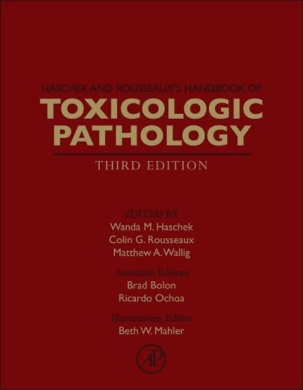 HASCHEK AND ROUSSEAUX'S HANDBOOK OF
TOXICOLOGIC
PATHOLOGY
THIRD EDITION
EDITED BY
Wanda M. Haschek
Colin G. Rousseaux
Matthew A. Wallig
Associate Editors
Brad Bolon
Ricardo Ochoa
Illustrations Editor
Beth W. Mahler
AP